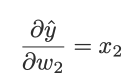 ∂ŷ/∂w₂ = x₂